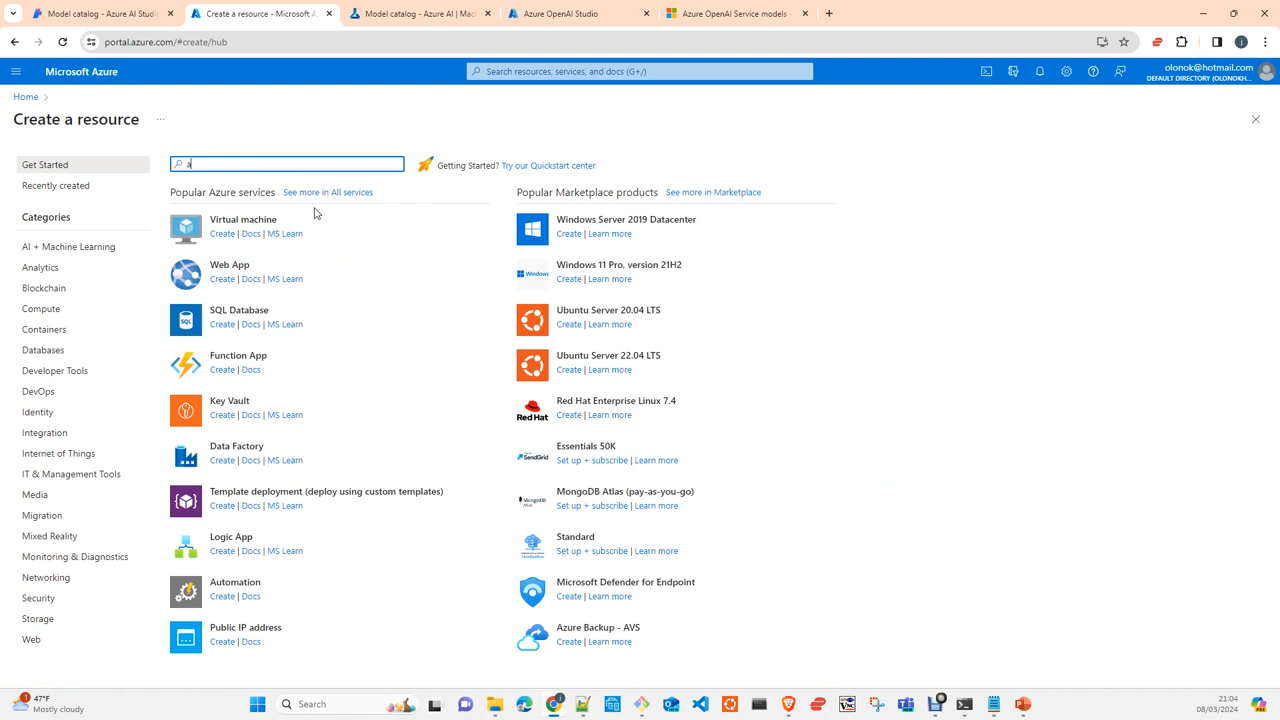 Model catalog - Azure AI Studio
Create a resource - Microsoft A
Model catalog - Azure AI | Mac
Azure OpenAI Studio
Azure OpenAI Service models -
portal.azure.com/#create/hub
Microsoft Azure
Search resources, services, and docs (G+/)
olonok@hotmail.com
DEFAULT DIRECTORY (OLONOKH...
Home
Create a resource
Get Started
Recently created
Categories
AI + Machine Learning
Analytics
Blockchain
Compute
Containers
Databases
Developer Tools
DevOps
Identity
Integration
Internet of Things
IT & Management Tools
Media
Migration
Mixed Reality
Monitoring & Diagnostics
Networking
Security
Storage
Web
a
Getting Started? Try our Quickstart center
Popular Azure services See more in All services
Virtual machine
Create | Docs | MS Learn
Web App
Create | Docs | MS Learn
SQL Database
Create | Docs | MS Learn
Function App
Create | Docs
Key Vault
Create | Docs | MS Learn
Data Factory
Create | Docs | MS Learn
Template deployment (deploy using custom templates)
Create | Docs | MS Learn
Logic App
Create | Docs | MS Learn
Automation
Create | Docs
Public IP address
Create | Docs
Popular Marketplace products See more in Marketplace
Windows Server 2019 Datacenter
Create | Learn more
Windows 11 Pro, version 21H2
Create | Learn more
Ubuntu Server 20.04 LTS
Create | Learn more
Ubuntu Server 22.04 LTS
Create | Learn more
Red Hat Enterprise Linux 7.4
Create | Learn more
Essentials 50K
Set up + subscribe | Learn more
MongoDB Atlas (pay-as-you-go)
Set up + subscribe | Learn more
Standard
Set up + subscribe | Learn more
Microsoft Defender for Endpoint
Create | Learn more
Azure Backup - AVS
Create | Learn more
SQL
Windows
Red Hat
SendGrid
47°F
Mostly cloudy
Search
21:04
08/03/2024